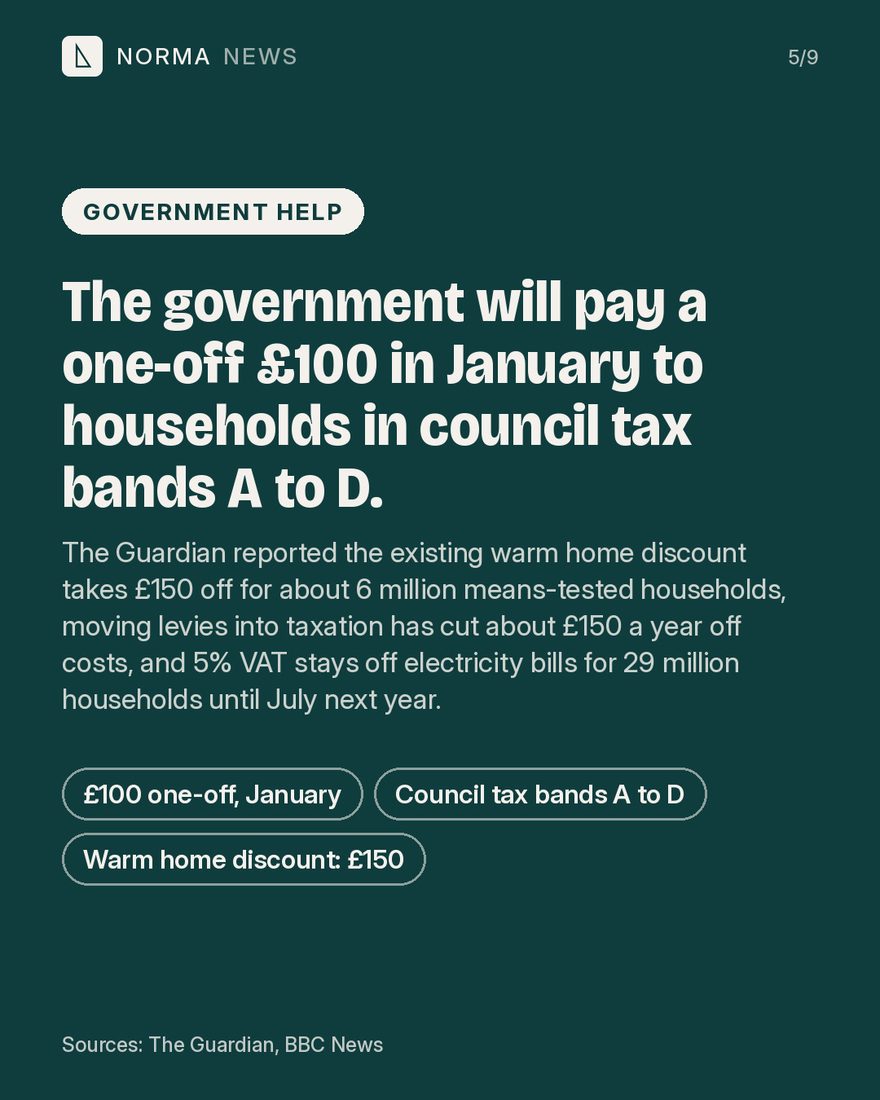 NORMA NEWS
5/9
GOVERNMENT HELP
The government will pay a
one-off £100 in January to
households in council tax
bands A to D.
The Guardian reported the existing warm home discount
takes £150 off for about 6 million means-tested households,
moving levies into taxation has cut about £150 a year off
costs, and 5% VAT stays off electricity bills for 29 million
households until July next year.
£100 one-off, January
Council tax bands A to D
Warm home discount: £150
Sources: The Guardian, BBC News